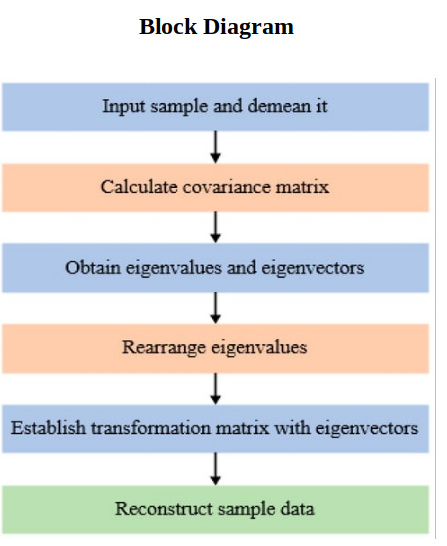 Block Diagram
Input sample and demean it
Calculate covariance matrix
Obtain eigenvalues and eigenvectors
Rearrange eigenvalues
Establish transformation matrix with eigenvectors
Reconstruct sample data